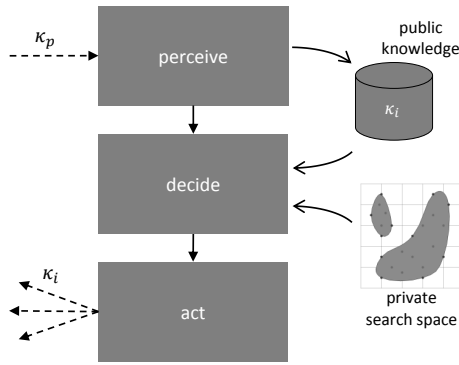 κp
perceive
public
knowledge
κi
decide
κi
act
private
search space